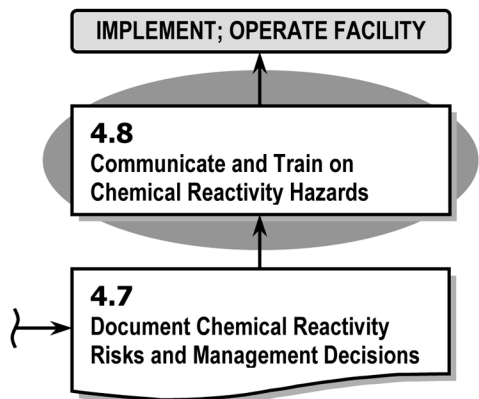 IMPLEMENT; OPERATE FACILITY
4.8
Communicate and Train on
Chemical Reactivity Hazards
4.7
Document Chemical Reactivity
Risks and Management Decisions